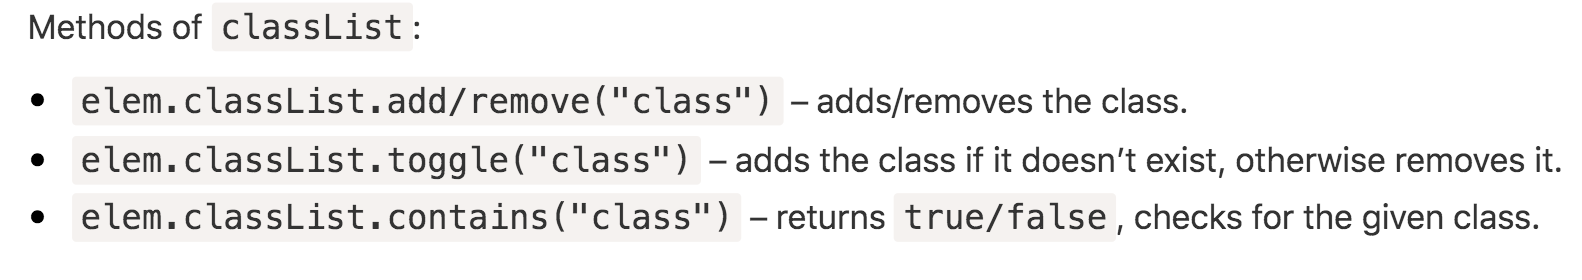 Methods of classList:
• elem.classList.add/remove("class") – adds/removes the class.
• elem.classList.toggle("class") – adds the class if it doesn’t exist, otherwise removes it.
• elem.classList.contains("class") – returns true/false, checks for the given class.